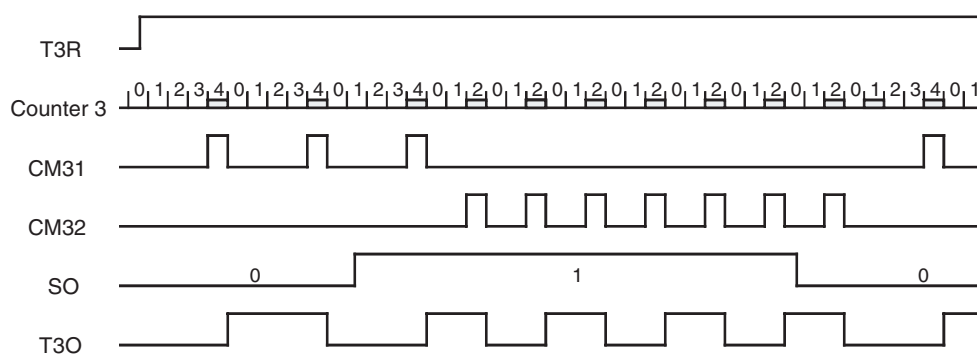 T3R
Counter 3 0 1 2 3 4 0 1 2 3 4 0 1 2 3 4 0 1 2 0 1 2 0 1 2 0 1 2 0 1 2 0 1 2 0 1 2 0 1 2 3 4 0 1
CM31
CM32
SO 0 1 0
T3O